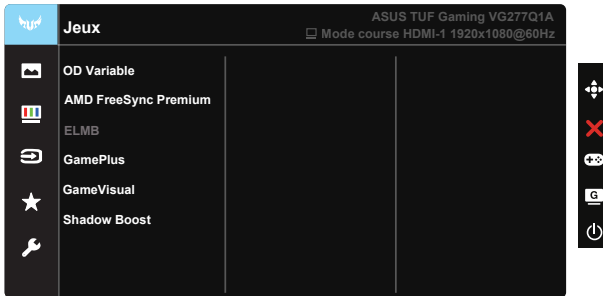 TUF
Jeux
ASUS TUF Gaming VG277Q1A
Mode course HDMI-1 1920x1080@60Hz
OD Variable
AMD FreeSync Premium
ELMB
GamePlus
GameVisual
Shadow Boost
G